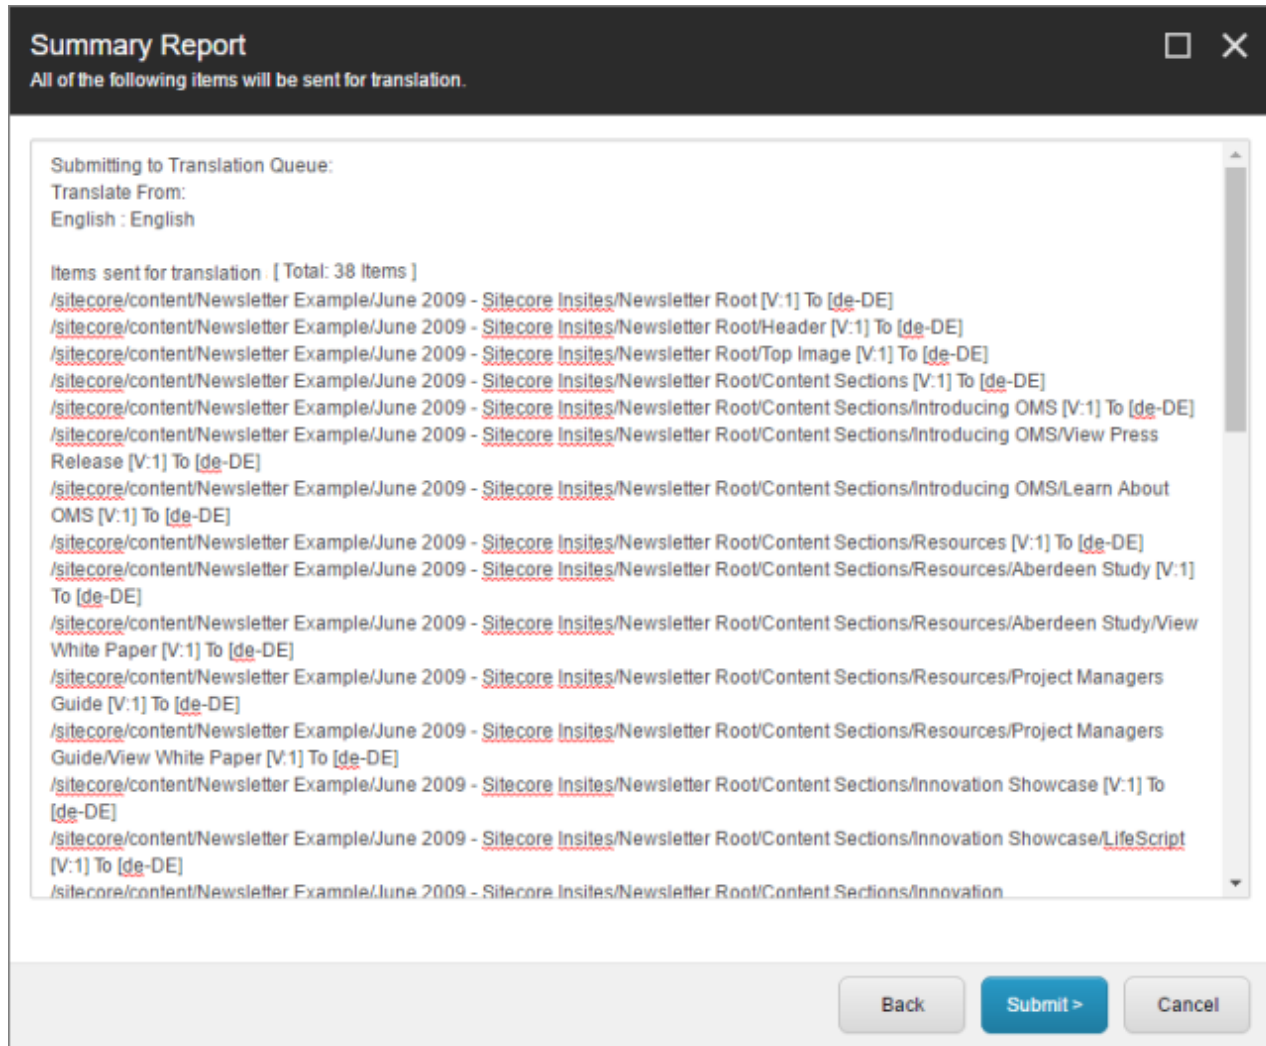 Summary Report
All of the following items will be sent for translation.
Submitting to Translation Queue:
Translate From:
English : English
Items sent for translation [ Total: 38 Items ]
/sitecore/content/Newsletter Example/June 2009 - Sitecore Insites/Newsletter Root [V:1] To [de-DE]
/sitecore/content/Newsletter Example/June 2009 - Sitecore Insites/Newsletter Root/Header [V:1] To [de-DE]
/sitecore/content/Newsletter Example/June 2009 - Sitecore Insites/Newsletter Root/Top Image [V:1] To [de-DE]
/sitecore/content/Newsletter Example/June 2009 - Sitecore Insites/Newsletter Root/Content Sections [V:1] To [de-DE]
/sitecore/content/Newsletter Example/June 2009 - Sitecore Insites/Newsletter Root/Content Sections/Introducing OMS [V:1] To [de-DE]
/sitecore/content/Newsletter Example/June 2009 - Sitecore Insites/Newsletter Root/Content Sections/Introducing OMS/View Press
Release [V:1] To [de-DE]
/sitecore/content/Newsletter Example/June 2009 - Sitecore Insites/Newsletter Root/Content Sections/Introducing OMS/Learn About
OMS [V:1] To [de-DE]
/sitecore/content/Newsletter Example/June 2009 - Sitecore Insites/Newsletter Root/Content Sections/Resources [V:1] To [de-DE]
/sitecore/content/Newsletter Example/June 2009 - Sitecore Insites/Newsletter Root/Content Sections/Resources/Aberdeen Study [V:1]
To [de-DE]
/sitecore/content/Newsletter Example/June 2009 - Sitecore Insites/Newsletter Root/Content Sections/Resources/Aberdeen Study/View
White Paper [V:1] To [de-DE]
/sitecore/content/Newsletter Example/June 2009 - Sitecore Insites/Newsletter Root/Content Sections/Resources/Project Managers
Guide [V:1] To [de-DE]
/sitecore/content/Newsletter Example/June 2009 - Sitecore Insites/Newsletter Root/Content Sections/Resources/Project Managers
Guide/View White Paper [V:1] To [de-DE]
/sitecore/content/Newsletter Example/June 2009 - Sitecore Insites/Newsletter Root/Content Sections/Innovation Showcase [V:1] To
[de-DE]
/sitecore/content/Newsletter Example/June 2009 - Sitecore Insites/Newsletter Root/Content Sections/Innovation Showcase/LifeScript
[V:1] To [de-DE]
/sitecore/content/Newsletter Example/June 2009 - Sitecore Insites/Newsletter Root/Content Sections/Innovation
Back
Submit >
Cancel